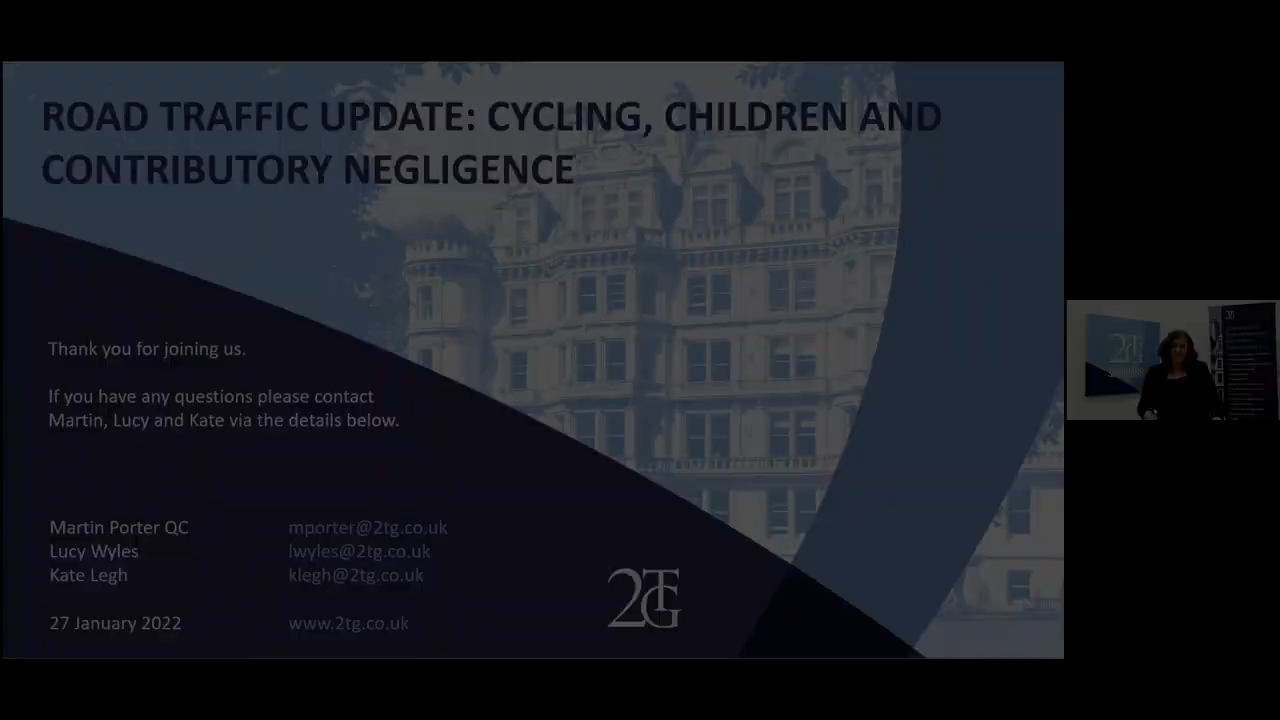 ROAD TRAFFIC UPDATE: CYCLING, CHILDREN AND
CONTRIBUTORY NEGLIGENCE
Thank you for joining us.
If you have any questions please contact
Martin, Lucy and Kate via the details below.
Martin Porter QC mporter@2tg.co.uk
Lucy Wyles lwyles@2tg.co.uk
Kate Legh klegh@2tg.co.uk
27 January 2022 www.2tg.co.uk
2TG
2TG